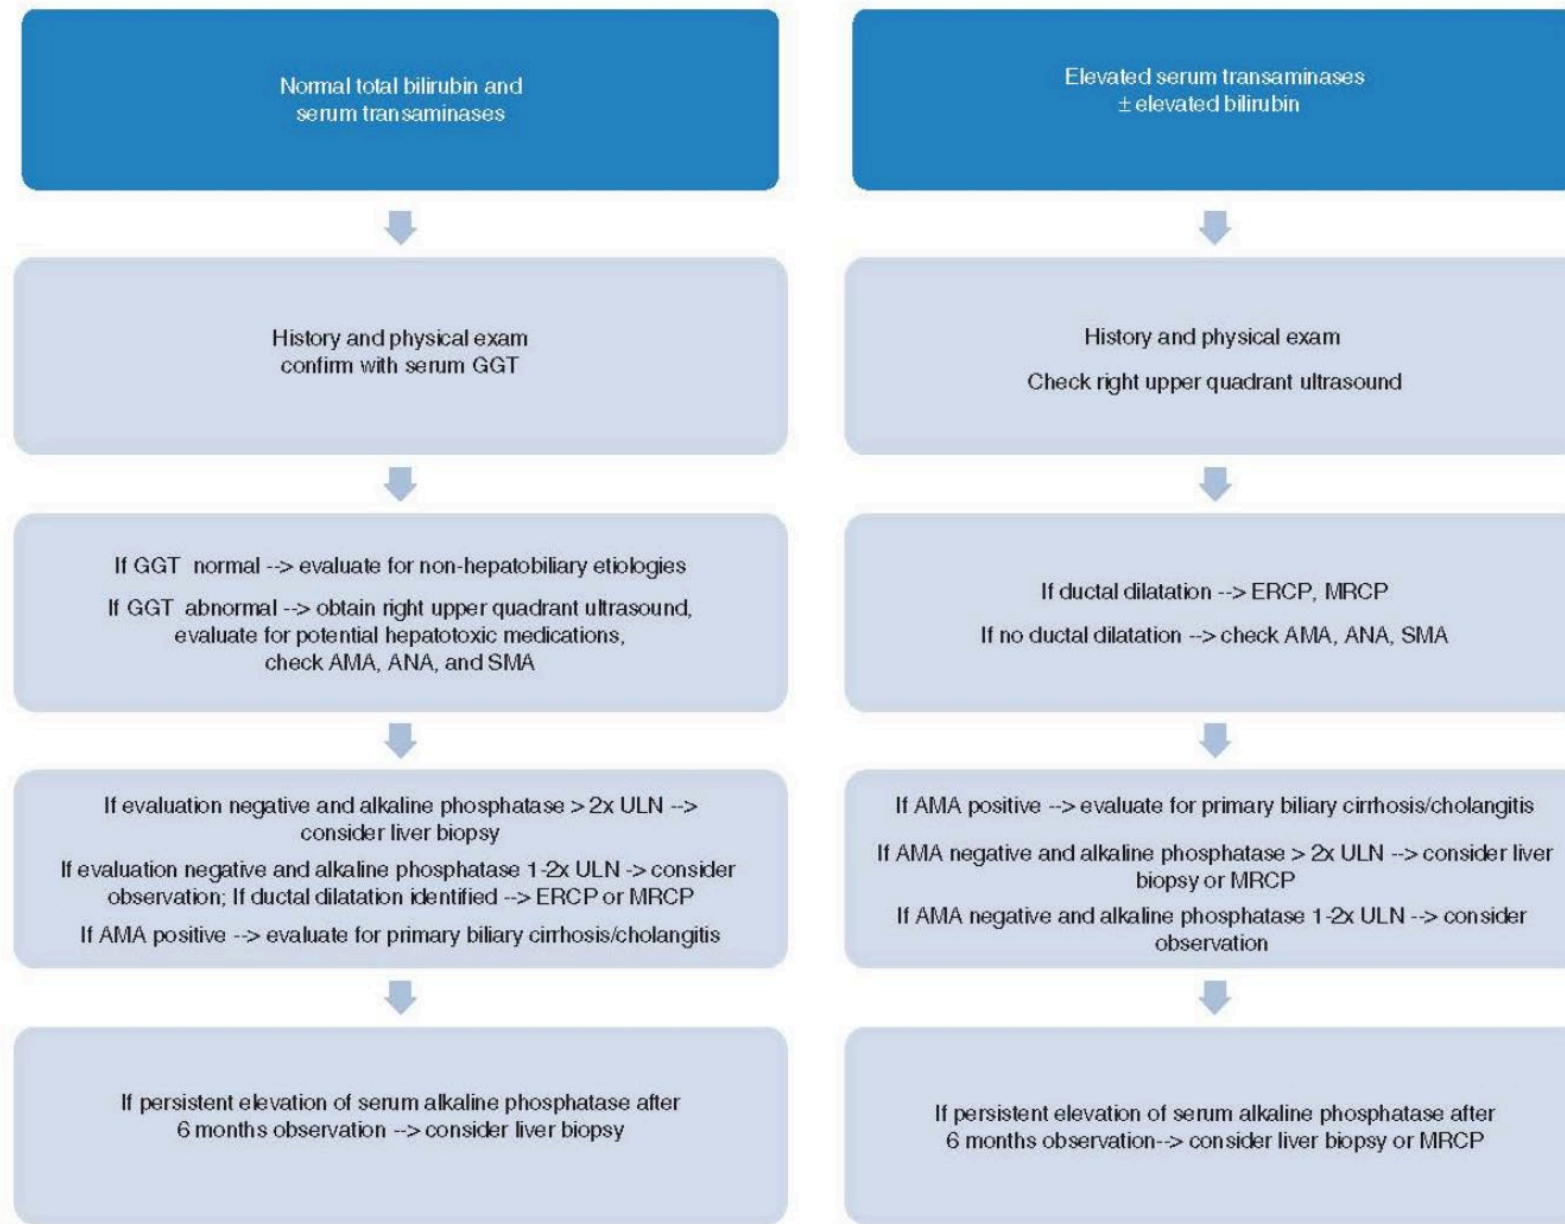 Normal total bilirubin and
serum transaminases
History and physical exam
confirm with serum GGT
If GGT normal --> evaluate for non-hepatobiliary etiologies
If GGT abnormal --> obtain right upper quadrant ultrasound,
evaluate for potential hepatotoxic medications,
check AMA, ANA, and SMA
If evaluation negative and alkaline phosphatase > 2x ULN -->
consider liver biopsy
If evaluation negative and alkaline phosphatase 1-2x ULN -> consider
observation; If ductal dilatation identified --> ERCP or MRCP
If AMA positive --> evaluate for primary biliary cirrhosis/cholangitis
If persistent elevation of serum alkaline phosphatase after
6 months observation --> consider liver biopsy
Elevated serum transaminases
± elevated bilirubin
History and physical exam
Check right upper quadrant ultrasound
If ductal dilatation --> ERCP, MRCP
If no ductal dilatation --> check AMA, ANA, SMA
If AMA positive --> evaluate for primary biliary cirrhosis/cholangitis
If AMA negative and alkaline phosphatase > 2x ULN --> consider liver
biopsy or MRCP
If AMA negative and alkaline phosphatase 1-2x ULN --> consider
observation
If persistent elevation of serum alkaline phosphatase after
6 months observation--> consider liver biopsy or MRCP